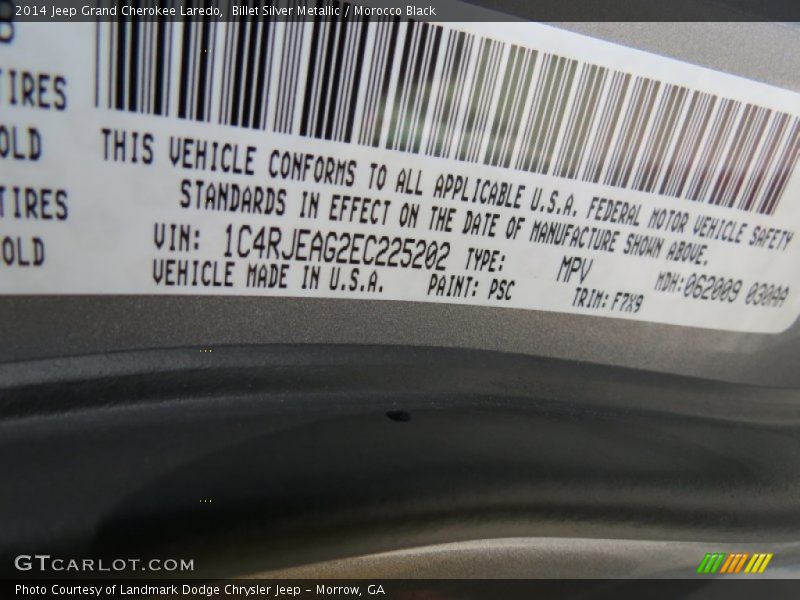 2014 Jeep Grand Cherokee Laredo, Billet Silver Metallic / Morocco Black
TIRES
OLD
TIRES
OLD
THIS VEHICLE CONFORMS TO ALL APPLICABLE U.S.A. FEDERAL MOTOR VEHICLE SAFETY
STANDARDS IN EFFECT ON THE DATE OF MANUFACTURE SHOWN ABOVE.
VIN: 1C4RJEAG2EC225202 TYPE: MPV MDH:062009 030AA
VEHICLE MADE IN U.S.A. PAINT: PSC TRIM: F7X9
GTCARLOT.COM
Photo Courtesy of Landmark Dodge Chrysler Jeep - Morrow, GA